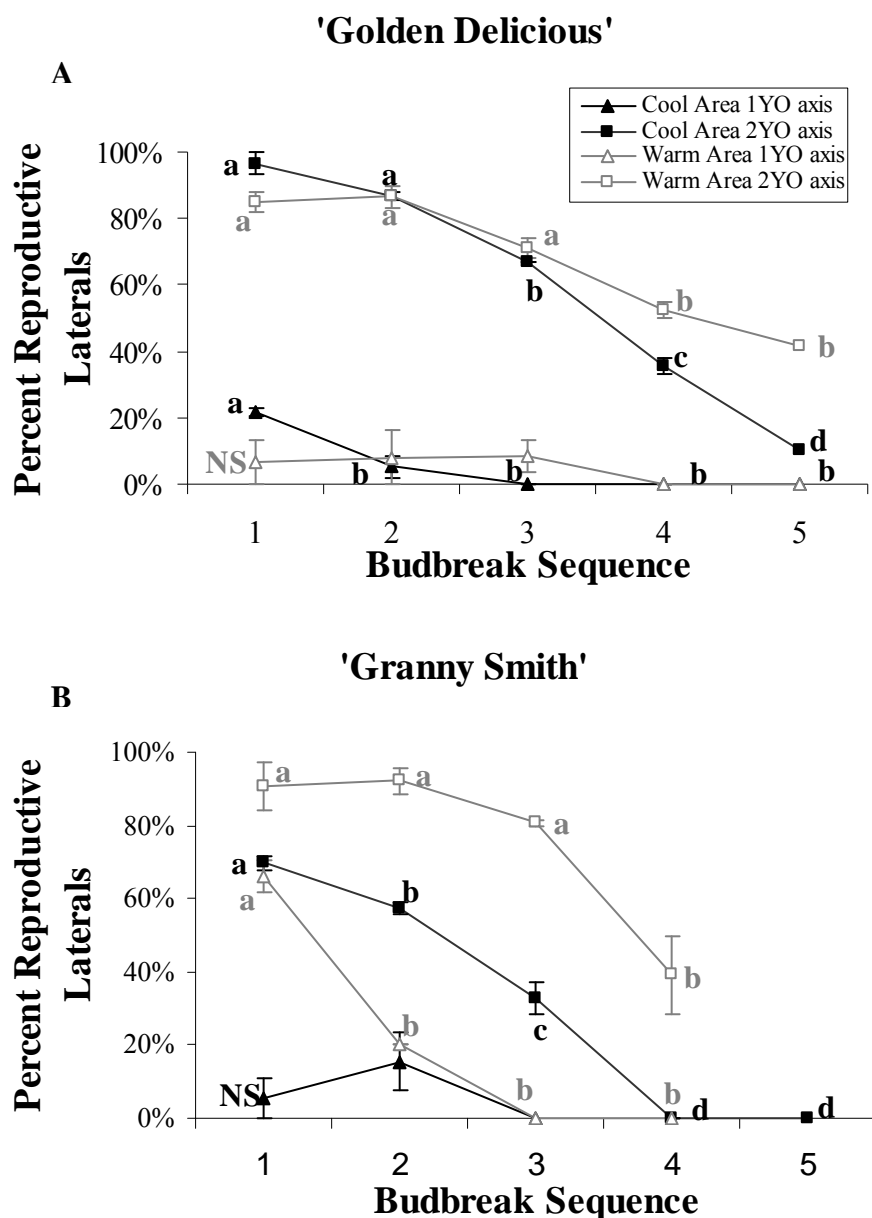 'Golden Delicious'
A
Cool Area 1YO axis
Cool Area 2YO axis
Warm Area 1YO axis
Warm Area 2YO axis
Percent Reproductive
Laterals
100%
80%
60%
40%
20%
0%
a
a
a
a
a
b
b
c
b
d
a
NS
b
b
b
b
1 2 3 4 5
Budbreak Sequence
'Granny Smith'
B
Percent Reproductive
Laterals
100%
80%
60%
40%
20%
0%
a
a
a
b
a
b
c
d
d
a
b
b
b
NS
1 2 3 4 5
Budbreak Sequence